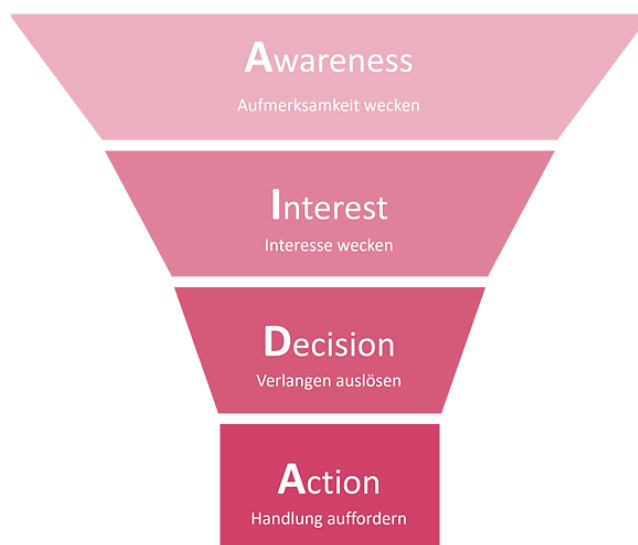 Awareness
Aufmerksamkeit wecken
Interest
Interesse wecken
Decision
Verlangen auslösen
Action
Handlung auffordern